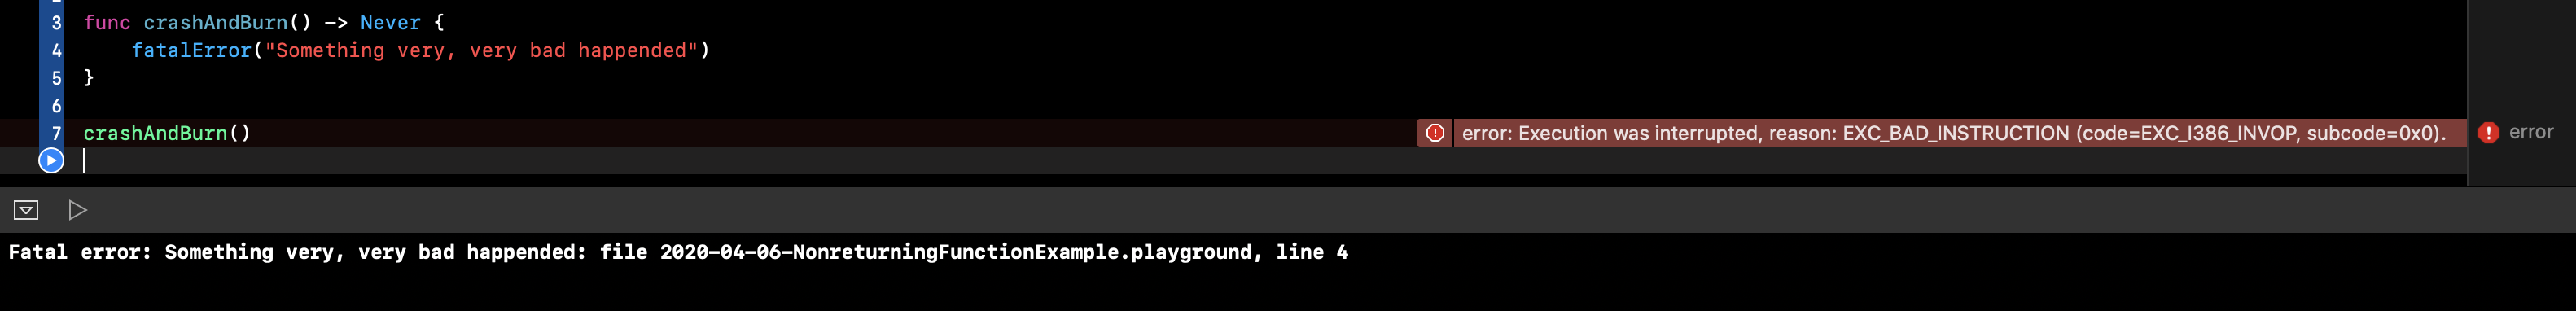 3 func crashAndBurn() -> Never {
4 fatalError("Something very, very bad happended")
5 }
6
7 crashAndBurn() error: Execution was interrupted, reason: EXC_BAD_INSTRUCTION (code=EXC_I386_INVOP, subcode=0x0). error
Fatal error: Something very, very bad happended: file 2020-04-06-NonreturningFunctionExample.playground, line 4